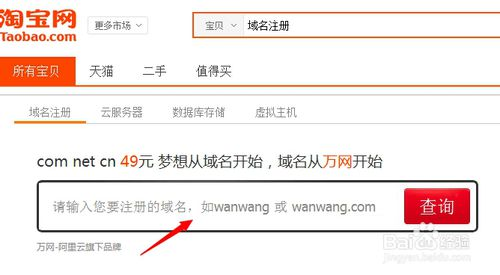 淘宝网
Taobao.com
更多市场
宝贝 域名注册
所有宝贝 天猫 二手 值得买
域名注册 云服务器 数据库存储 虚拟主机
com net cn 49元 梦想从域名开始，域名从万网开始
请输入您要注册的域名，如wanwang 或 wanwang.com 查询
万网-阿里云旗下品牌
Baidu 经验
jingyan.baidu.com